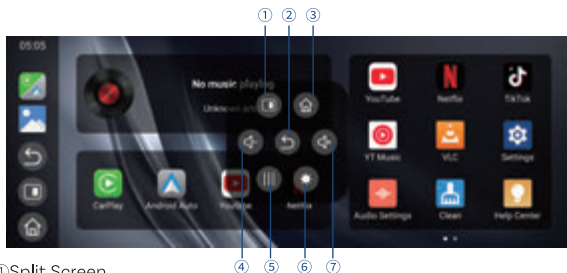 ① ② ③
05:05
No music playing
Unknown
YouTube Netflix TikTok
YT Music VLC Settings
CarPlay Android Auto YouTube Netflix
Audio Settings Clean Help Center
④ ⑤ ⑥ ⑦
①Split Screen